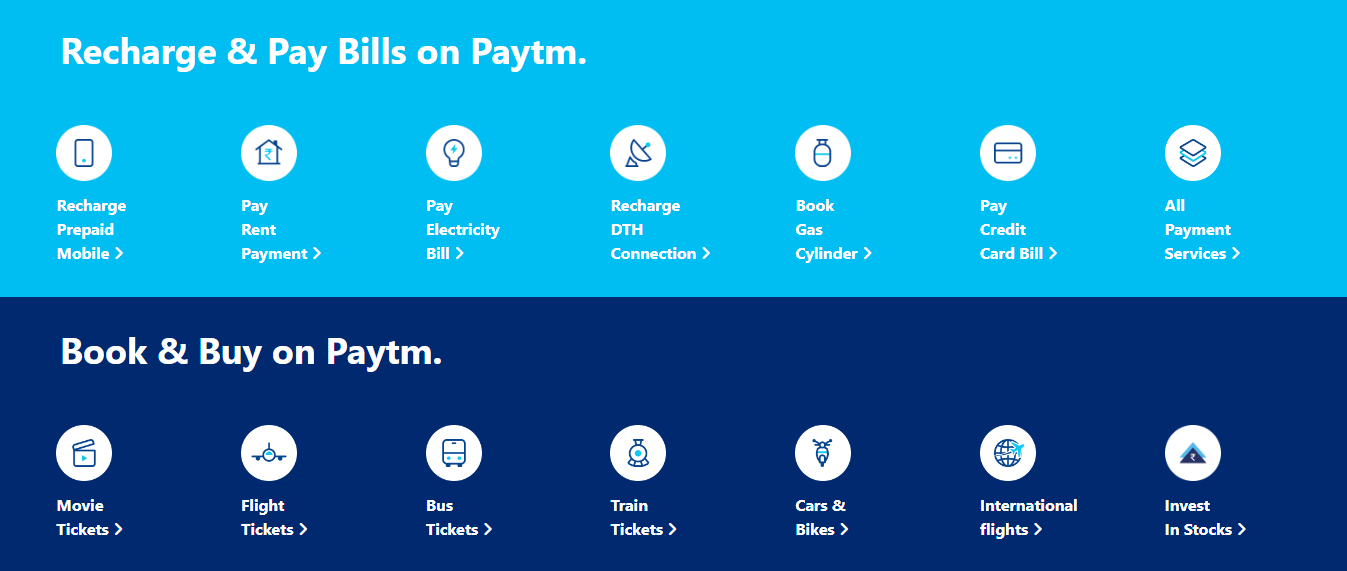 Recharge & Pay Bills on Paytm.
Recharge
Prepaid
Mobile >
Pay
Rent
Payment >
Pay
Electricity
Bill >
Recharge
DTH
Connection >
Book
Gas
Cylinder >
Pay
Credit
Card Bill >
All
Payment
Services >
Book & Buy on Paytm.
Movie
Tickets >
Flight
Tickets >
Bus
Tickets >
Train
Tickets >
Cars &
Bikes >
International
flights >
₹
Invest
In Stocks >